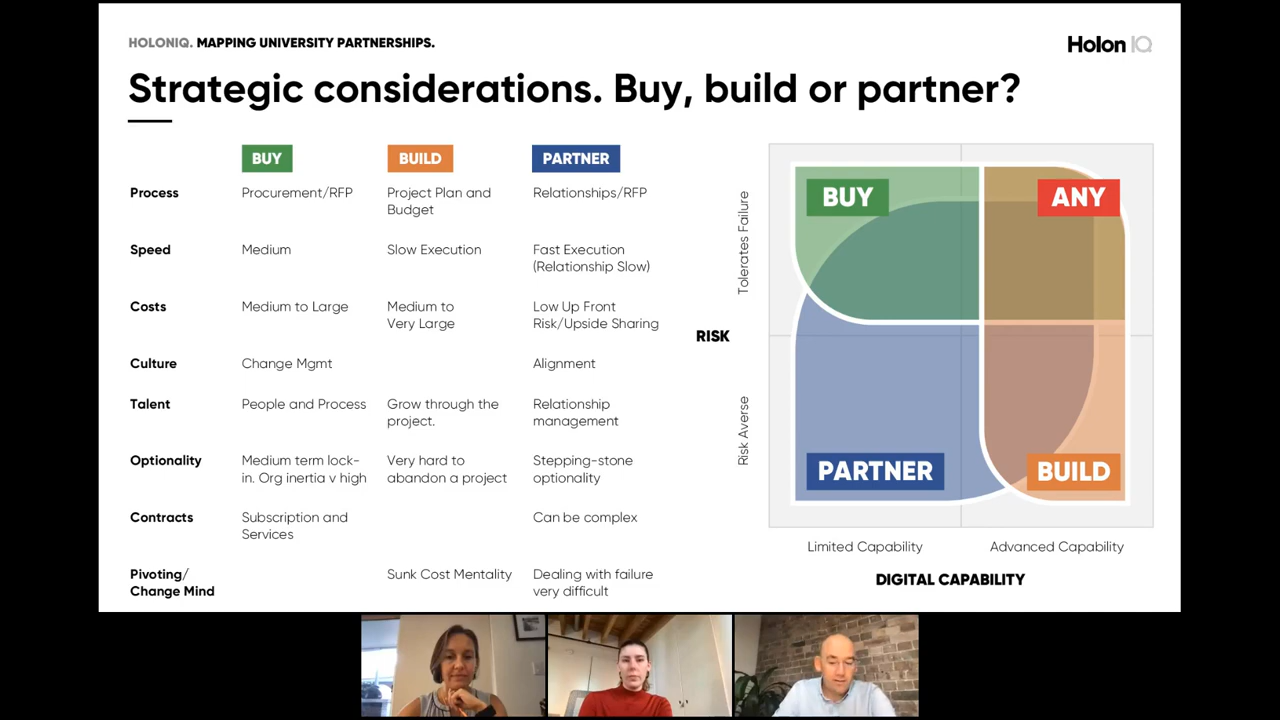 HOLONIQ. MAPPING UNIVERSITY PARTNERSHIPS.
Holon IQ
Strategic considerations. Buy, build or partner?
BUY
BUILD
PARTNER
Process
Procurement/RFP
Project Plan and
Budget
Relationships/RFP
Speed
Medium
Slow Execution
Fast Execution
(Relationship Slow)
Costs
Medium to Large
Medium to
Very Large
Low Up Front
Risk/Upside Sharing
Culture
Change Mgmt
Alignment
Talent
People and Process
Grow through the
project.
Relationship
management
Optionality
Medium term lock-
in. Org inertia v high
Very hard to
abandon a project
Stepping-stone
optionality
Contracts
Subscription and
Services
Can be complex
Pivoting/
Change Mind
Sunk Cost Mentality
Dealing with failure
very difficult
RISK
Tolerates Failure
Risk Averse
BUY
ANY
PARTNER
BUILD
Limited Capability
Advanced Capability
DIGITAL CAPABILITY